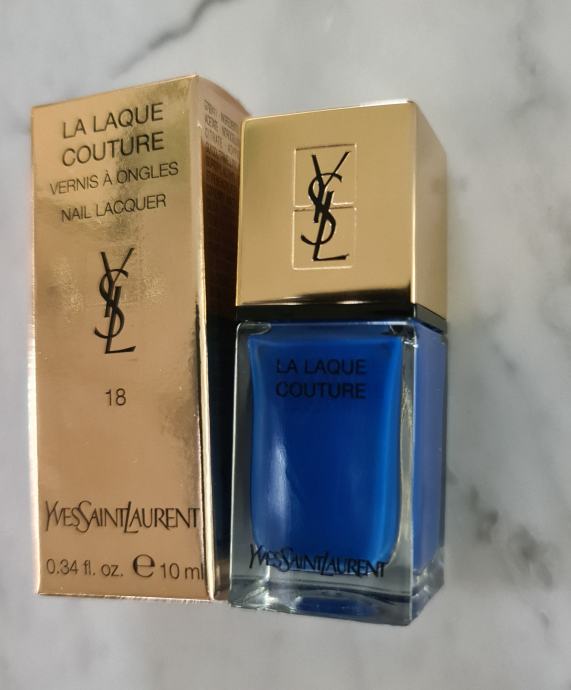 LA LAQUE
COUTURE
VERNIS À ONGLES
NAIL LACQUER
YSL
18
YVESSAINTLAURENT
0.34 fl. oz. e 10 ml
YSL
LA LAQUE
COUTURE
YVESSAINTLAURENT